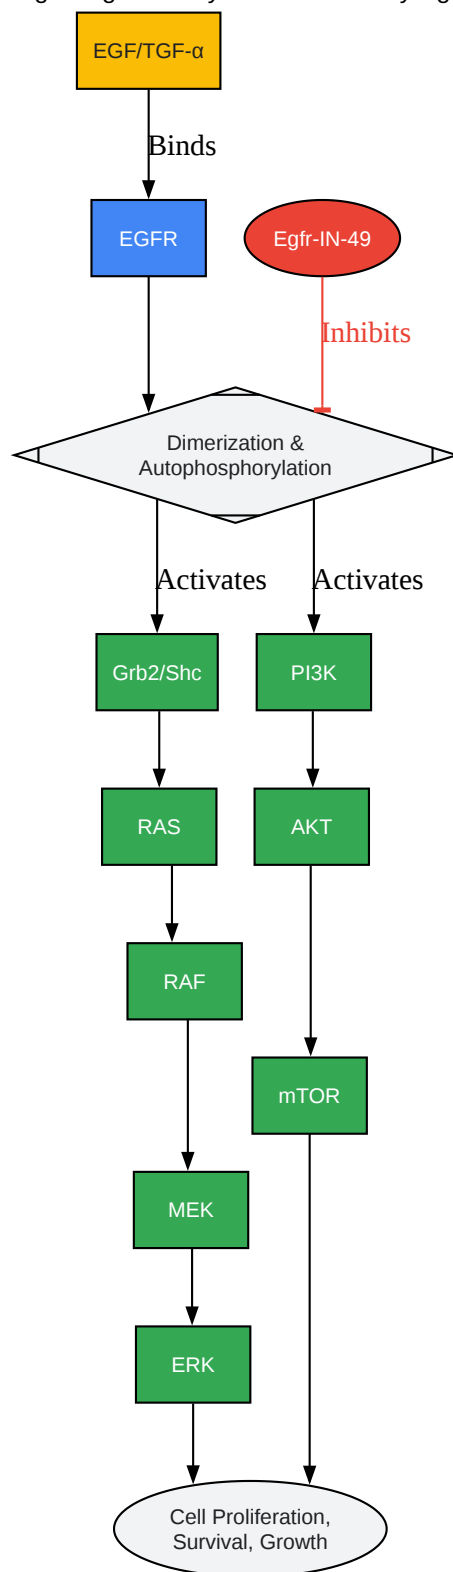 EGF/TGF-α
Binds
EGFR
Egfr-IN-49
Inhibits
Dimerization &
Autophosphorylation
Activates
Activates
Grb2/Shc
PI3K
RAS
AKT
RAF
mTOR
MEK
ERK
Cell Proliferation,
Survival, Growth